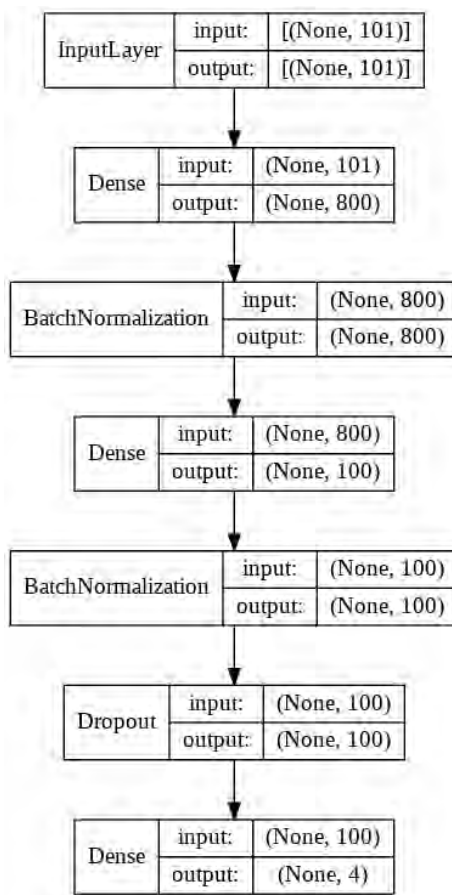 InputLayer
input: [(None, 101)]
output: [(None, 101)]
Dense
input: (None, 101)
output: (None, 800)
BatchNormalization
input: (None, 800)
output: (None, 800)
Dense
input: (None, 800)
output: (None, 100)
BatchNormalization
input: (None, 100)
output: (None, 100)
Dropout
input: (None, 100)
output: (None, 100)
Dense
input: (None, 100)
output: (None, 4)